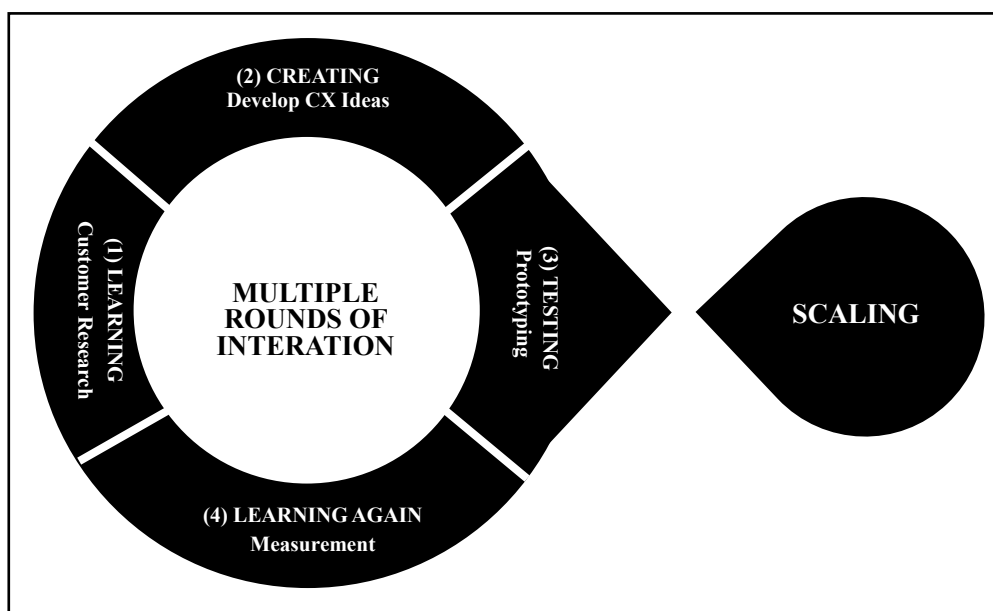 (2) CREATING
Develop CX Ideas
(1) LEARNING
Customer Research
MULTIPLE
ROUNDS OF
INTERATION
(3) TESTING
Prototyping
SCALING
(4) LEARNING AGAIN
Measurement